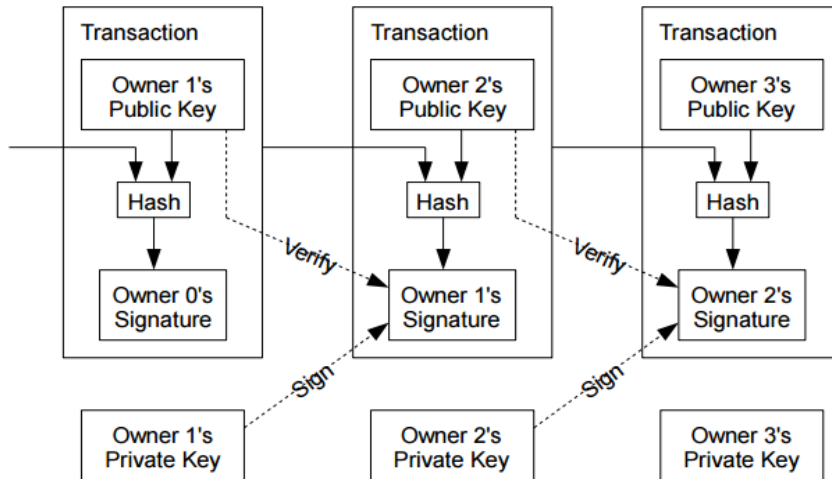 Transaction
Transaction
Transaction
Owner 1's
Public Key
Owner 2's
Public Key
Owner 3's
Public Key
Hash
Hash
Hash
Verify
Verify
Owner 0's
Signature
Owner 1's
Signature
Owner 2's
Signature
Sign
Sign
Owner 1's
Private Key
Owner 2's
Private Key
Owner 3's
Private Key